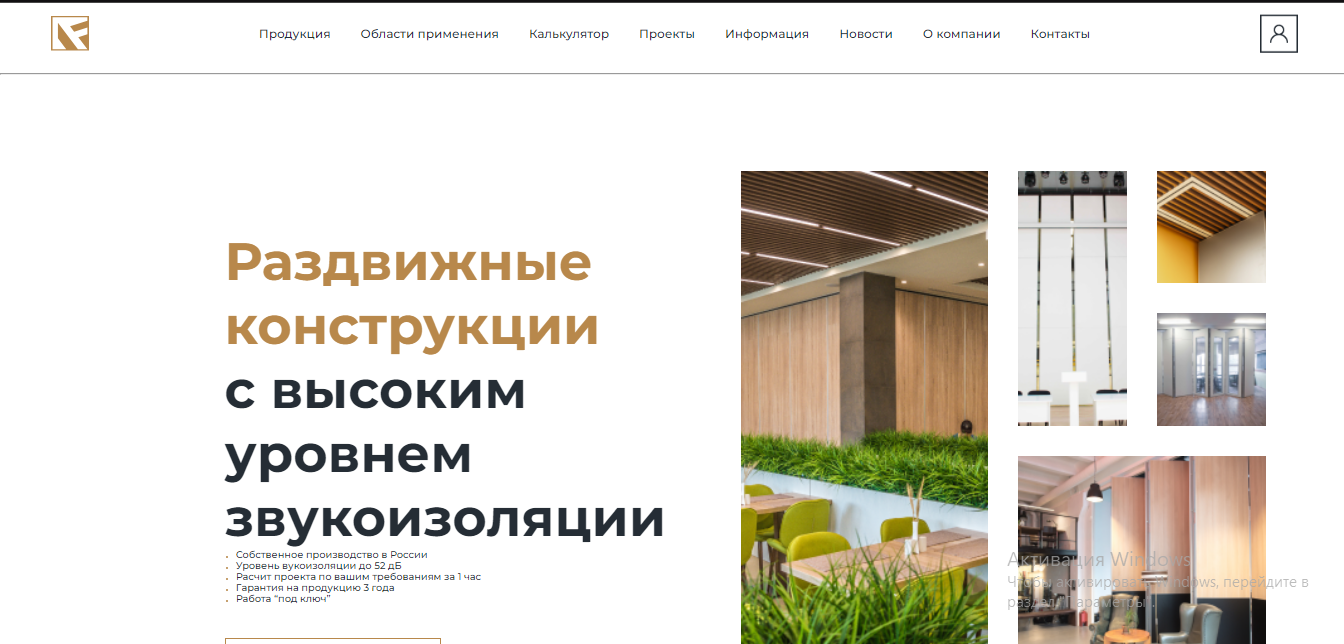 Продукция Области применения Калькулятор Проекты Информация Новости О компании Контакты
Раздвижные
конструкции
с высоким
уровнем
звукоизоляции
Собственное производство в России
Уровень вукоизоляции до 52 дБ
Расчит проекта по вашим требованиям за 1 час
Гарантия на продукцию 3 года
Работа “под ключ”
Активация Windows
Чтобы активировать Windows, перейдите в
раздел "Параметры".